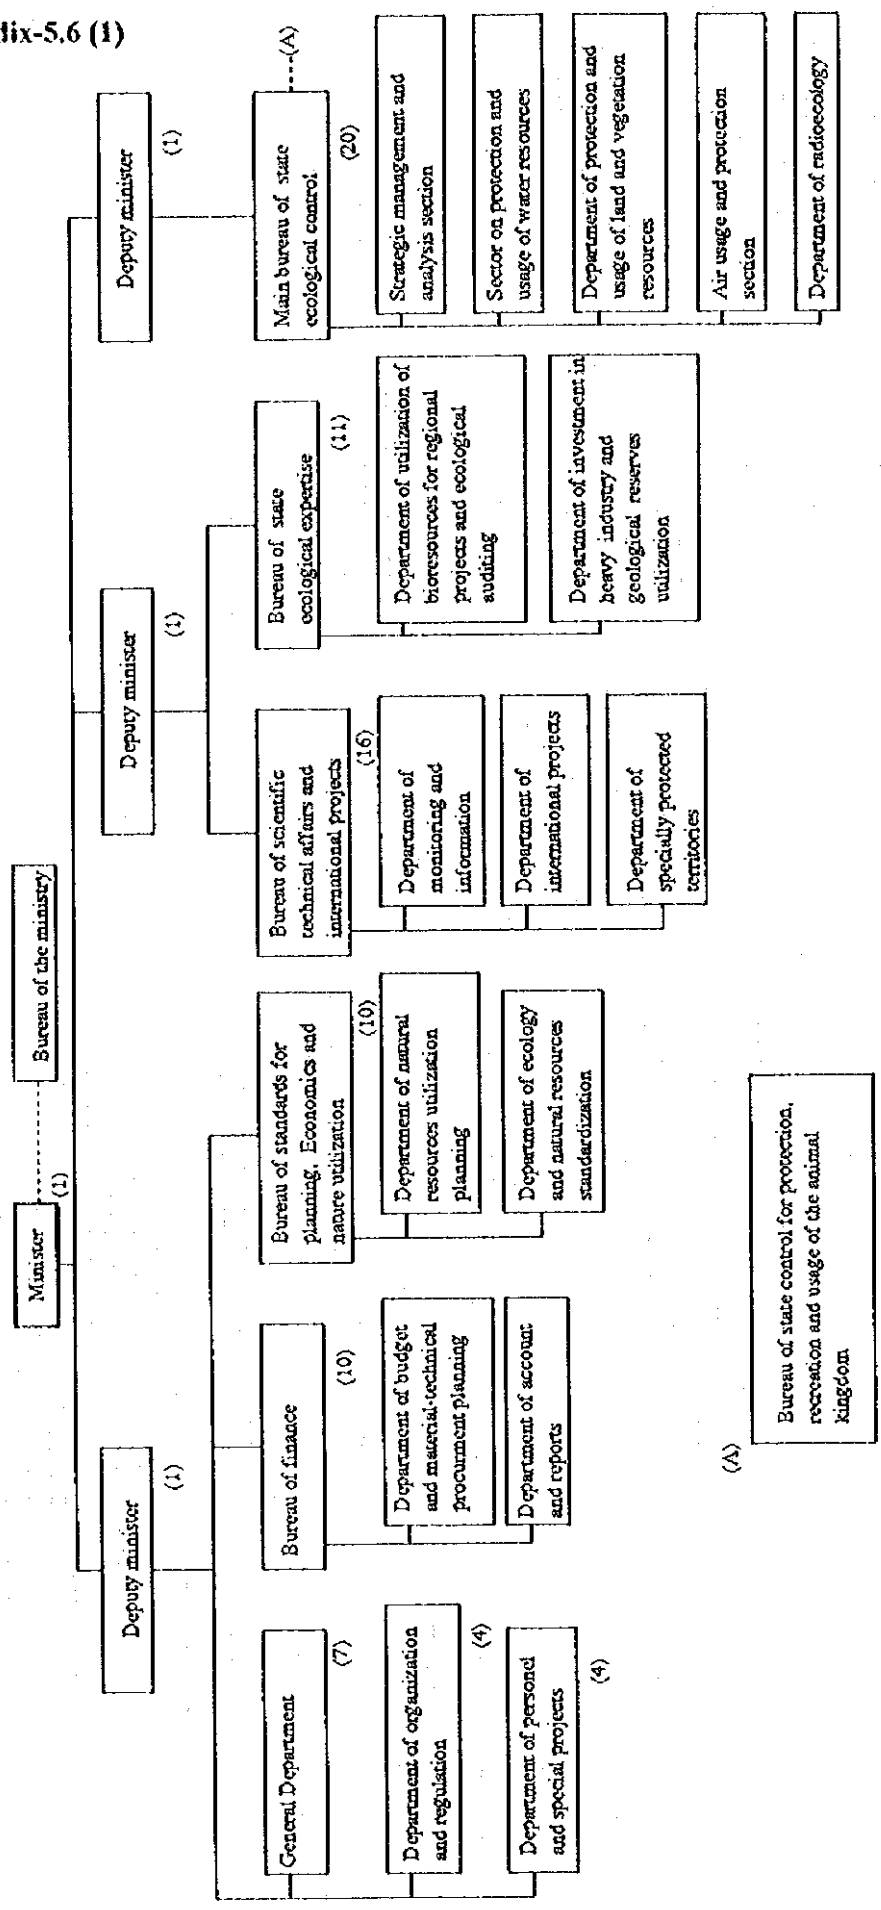 dix-5.6 (1)
Minister
(1)
Bureau of the ministry
Deputy minister
(1)
Deputy minister
(1)
Deputy minister
(1)
General Department
(7)
Department of organization
and regulation
(4)
Department of personel
and special projects
(4)
Bureau of finance
(10)
Department of budget
and material-technical
procurment planning
Department of account
and reports
Bureau of standards for
planning, Economics and
nature utilization
(10)
Department of natural
resources utilization
planning
Department of ecology
and natural resources
standardization
Bureau of scientific
technical affairs and
international projects
(16)
Department of
monitoring and
information
Department of
international projects
Department of
specially protected
territories
Bureau of state
ecological expertise
(11)
Department of utilization of
bioresources for regional
projects and ecological
auditing
Department of investment in
heavy industry and
geological reserves
utilization
Main bureau of state
ecological control
(A)
(20)
Strategic management and
analysis section
Sector on protection and
usage of water resources
Department of protection and
usage of land and vegetation
resources
Air usage and protection
section
Department of radioecology
(A)
Bureau of state control for protection,
recreation and usage of the animal
kingdom